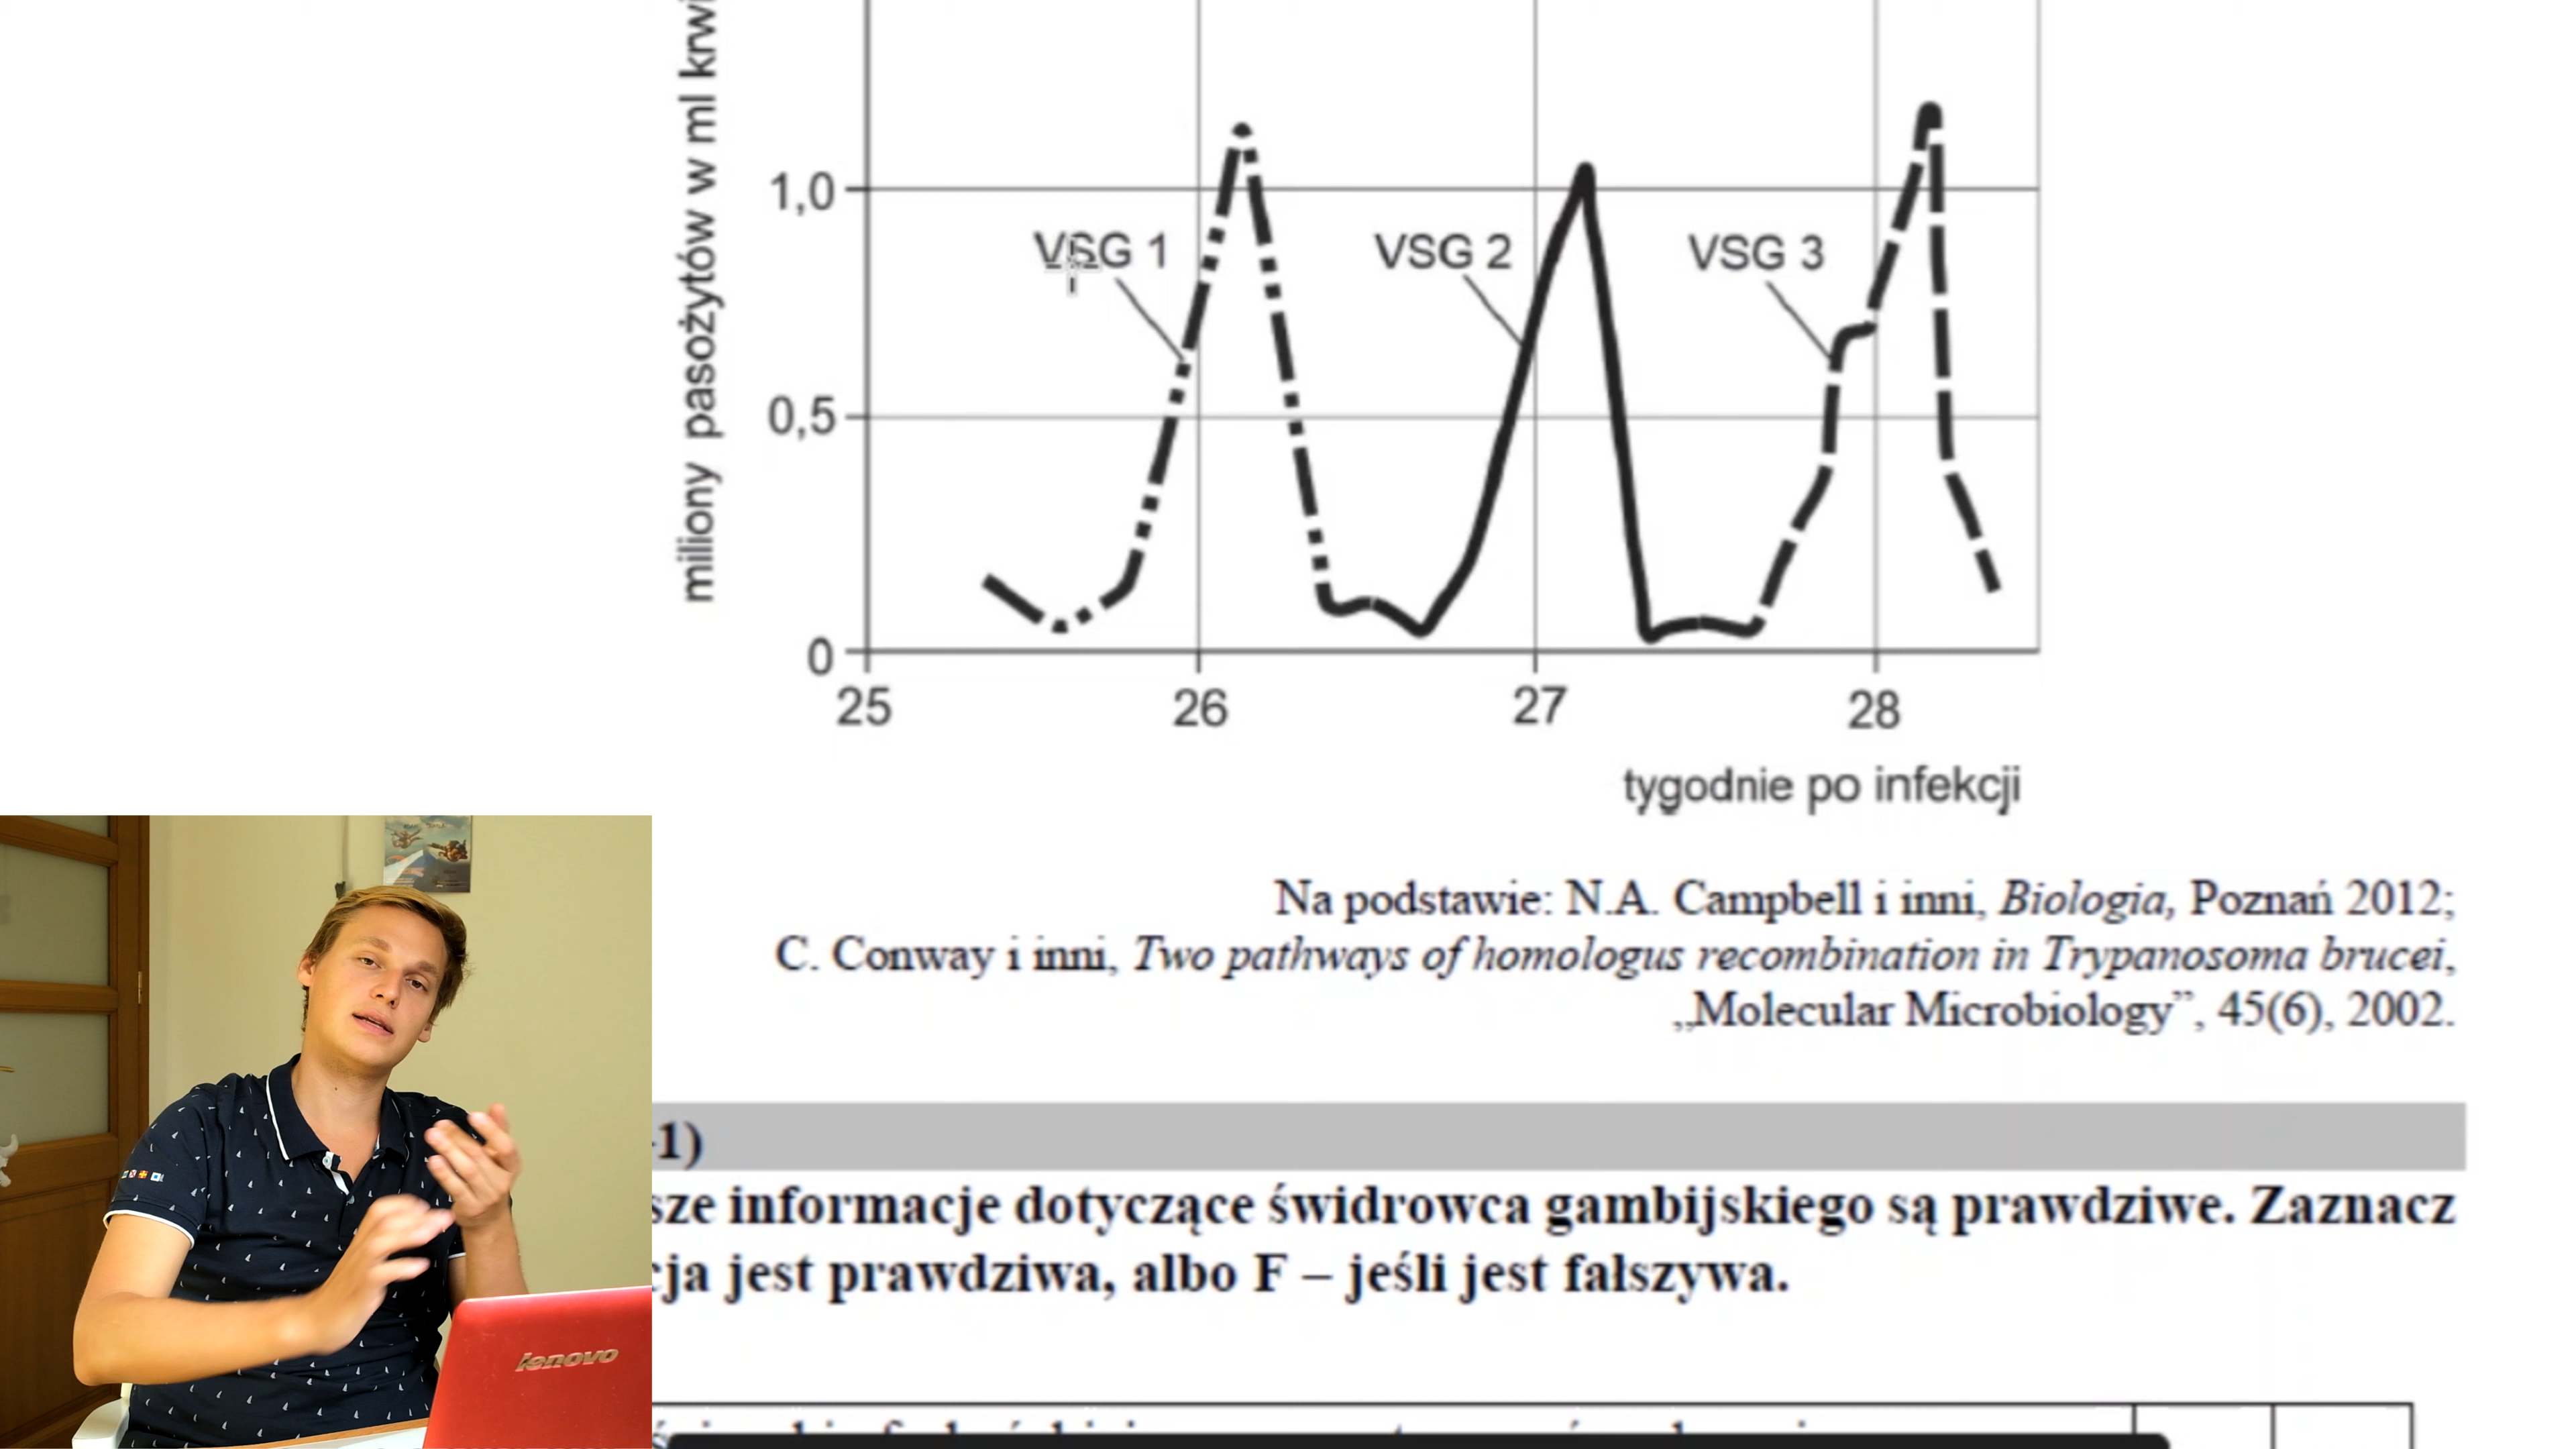 miliony pasożytów w ml krwi
1,0
VSG 1
VSG 2
VSG 3
0,5
0
25
26
27
28
tygodnie po infekcji
Na podstawie: N.A. Campbell i inni, Biologia, Poznań 2012;
C. Conway i inni, Two pathways of homologus recombination in Trypanosoma brucei,
„Molecular Microbiology”, 45(6), 2002.
-1)
sze informacje dotyczące świdrowca gambijskiego są prawdziwe. Zaznacz
cja jest prawdziwa, albo F – jeśli jest fałszywa.
lenovo